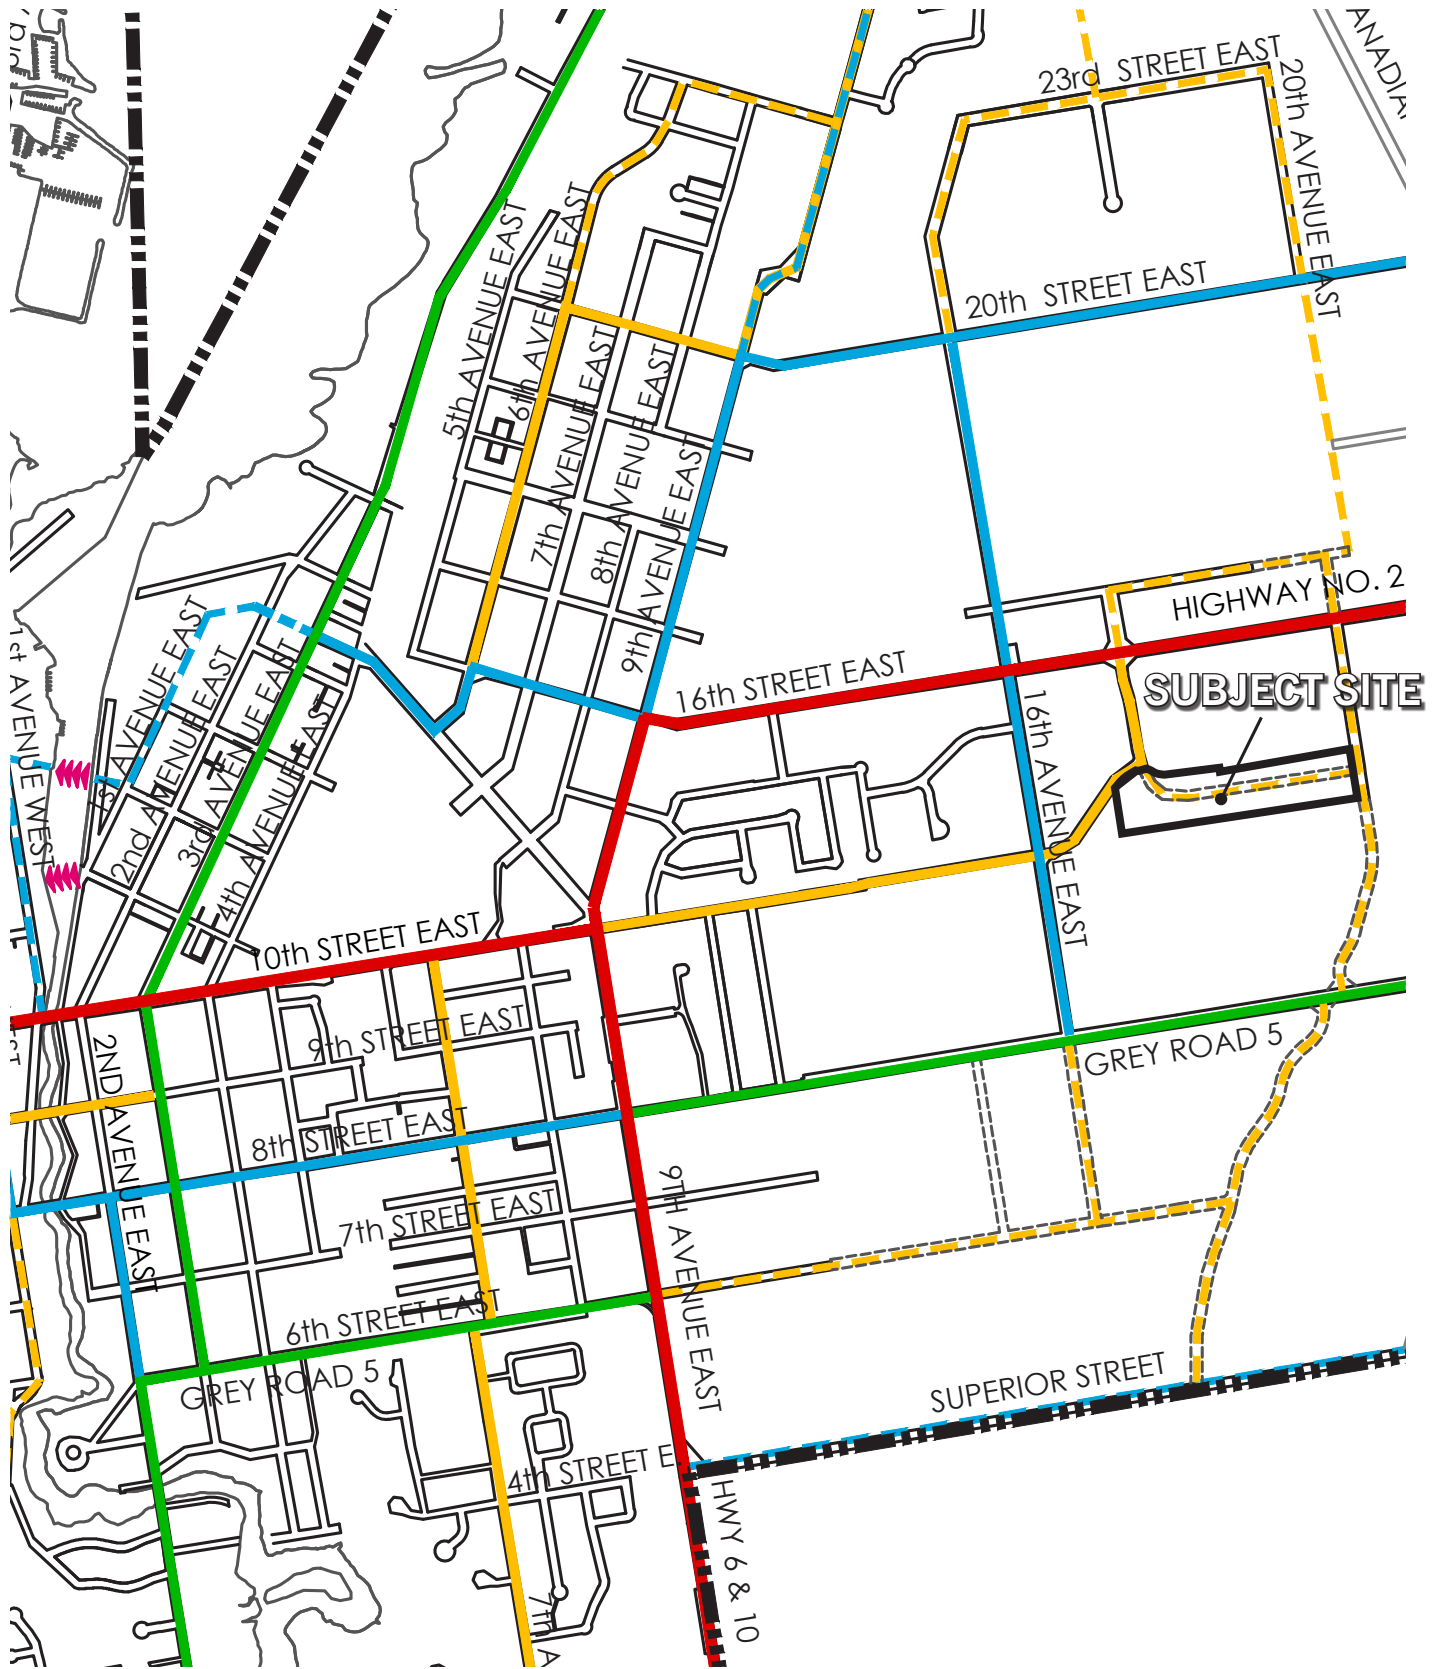 23rd STREET EAST
20th AVENUE EAST
20th STREET EAST
5th AVENUE EAST
6th AVENUE EAST
7th AVENUE EAST
8th AVENUE EAST
9th AVENUE EAST
HIGHWAY NO. 2
16th STREET EAST
SUBJECT SITE
16th AVENUE EAST
1st AVENUE WEST
1st AVENUE EAST
2nd AVENUE EAST
3rd AVENUE EAST
4th AVENUE EAST
10th STREET EAST
9th STREET EAST
2ND AVENUE EAST
GREY ROAD 5
8th STREET EAST
7th STREET EAST
9TH AVENUE EAST
6th STREET EAST
GREY ROAD 5
SUPERIOR STREET
4th STREET E
HWY 6 & 10
7th A